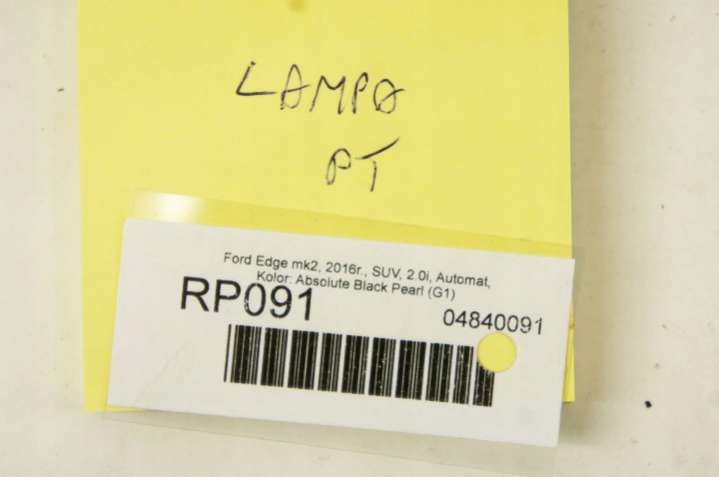 LAMPA
PT
Ford Edge mk2, 2016r., SUV, 2.0i, Automat,
Kolor: Absolute Black Pearl (G1)
RP091
04840091